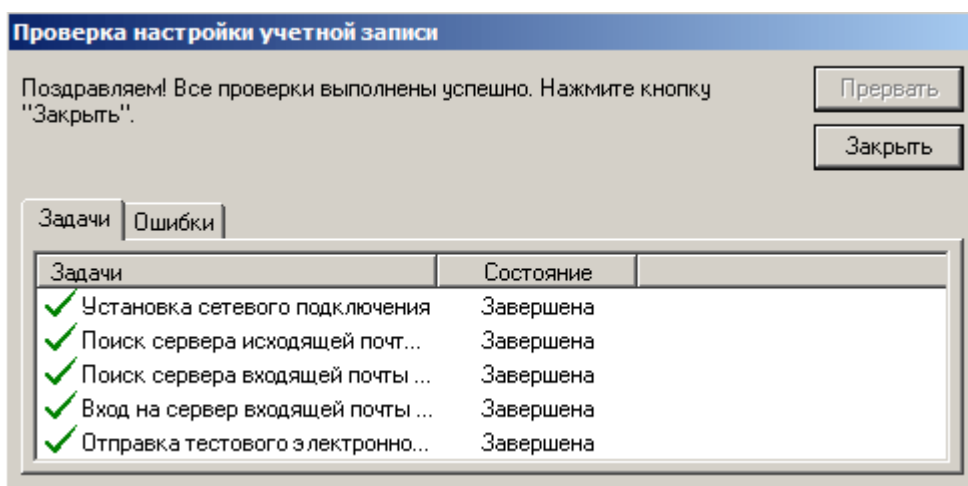 Проверка настройки учетной записи
Поздравляем! Все проверки выполнены успешно. Нажмите кнопку
"Закрыть".
Прервать
Закрыть
Задачи Ошибки
Задачи Состояние
Установка сетевого подключения Завершена
Поиск сервера исходящей почт... Завершена
Поиск сервера входящей почты ... Завершена
Вход на сервер входящей почты ... Завершена
Отправка тестового электронно... Завершена